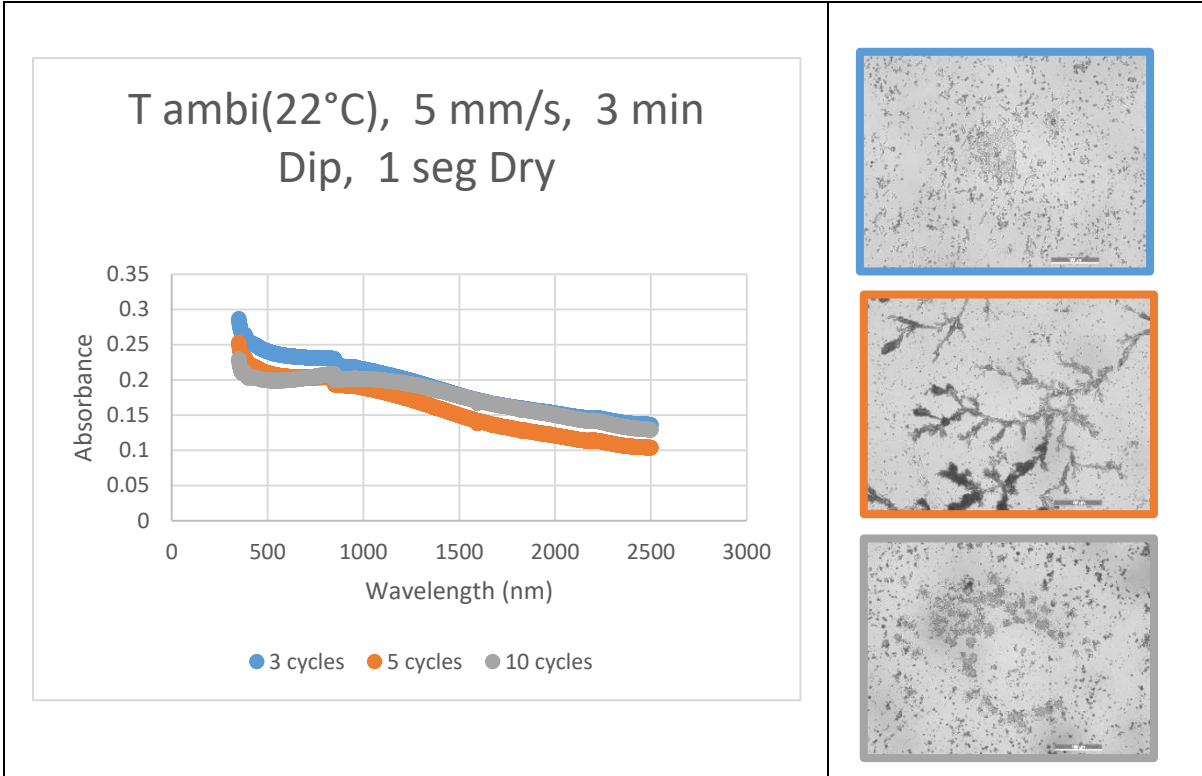 T ambi(22°C), 5 mm/s, 3 min
Dip, 1 seg Dry
0.35
0.3
0.25
0.2
0.15
0.1
0.05
0
Absorbance
0 500 1000 1500 2000 2500 3000
Wavelength (nm)
3 cycles 5 cycles 10 cycles